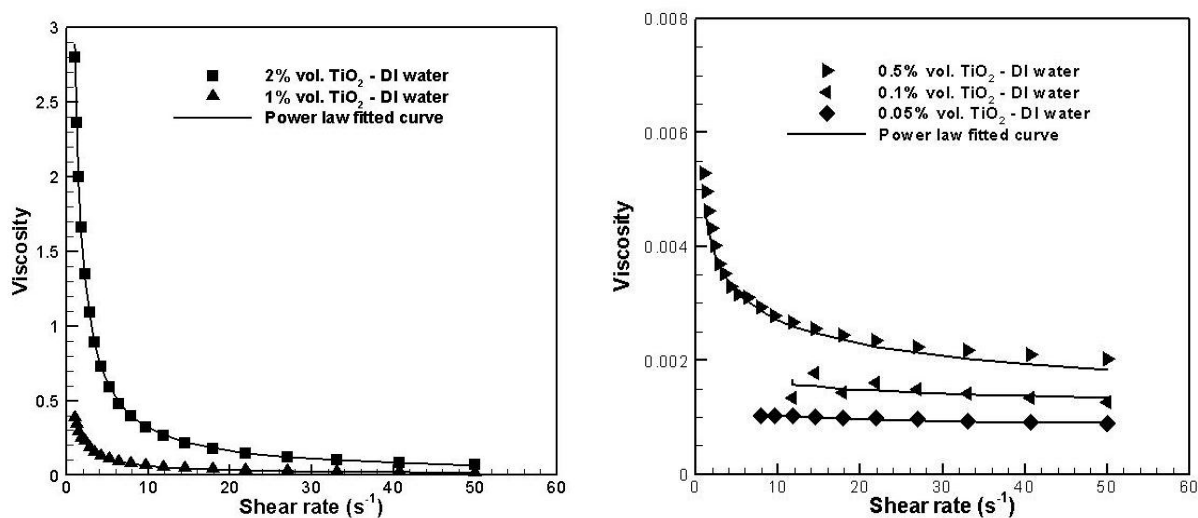 3
2.5
2
1.5
1
0.5
0
Viscosity
2% vol. TiO₂ - DI water
1% vol. TiO₂ - DI water
Power law fitted curve
0 10 20 30 40 50 60
Shear rate (s⁻¹)
0.008
0.006
0.004
0.002
0
Viscosity
0.5% vol. TiO₂ - DI water
0.1% vol. TiO₂ - DI water
0.05% vol. TiO₂ - DI water
Power law fitted curve
0 10 20 30 40 50 60
Shear rate (s⁻¹)